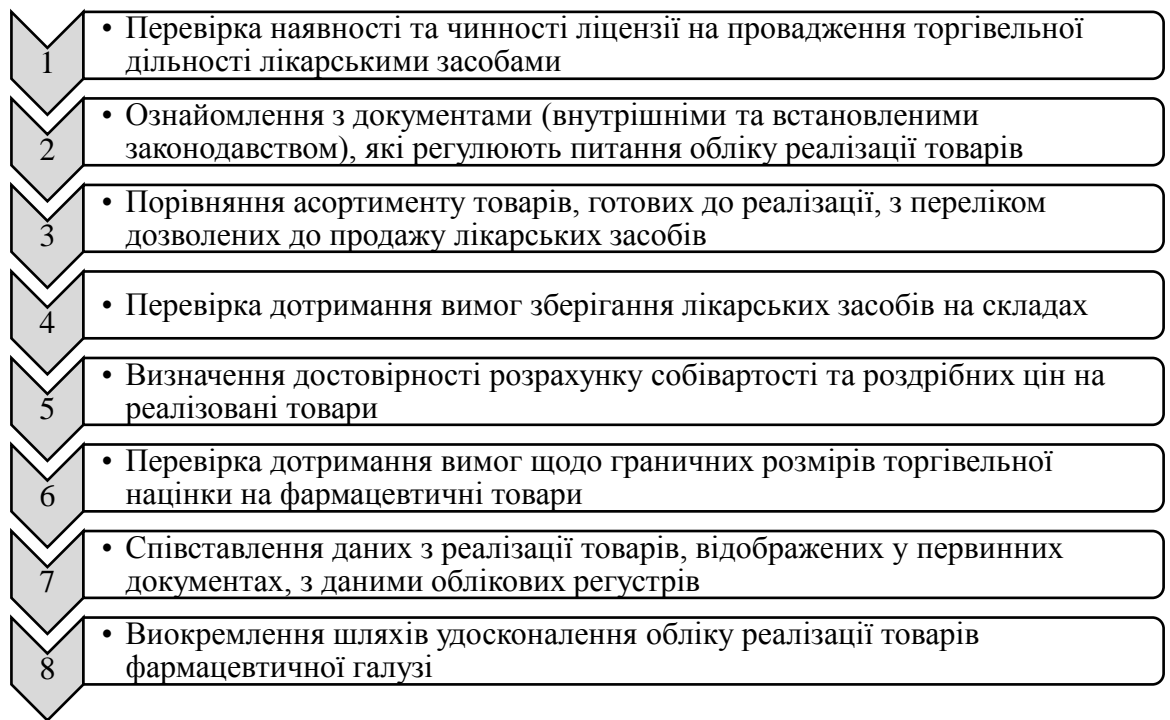 1
• Перевірка наявності та чинності ліцензії на провадження торгівельної
дільності лікарськими засобами
2
• Ознайомлення з документами (внутрішніми та встановленими
законодавством), які регулюють питання обліку реалізації товарів
3
• Порівняння асортименту товарів, готових до реалізації, з переліком
дозволених до продажу лікарських засобів
4
• Перевірка дотримання вимог зберігання лікарських засобів на складах
5
• Визначення достовірності розрахунку собівартості та роздрібних цін на
реалізовані товари
6
• Перевірка дотримання вимог щодо граничних розмірів торгівельної
націнки на фармацевтичні товари
7
• Співставлення даних з реалізації товарів, відображених у первинних
документах, з даними облікових регустрів
8
• Виокремлення шляхів удосконалення обліку реалізації товарів
фармацевтичної галузі